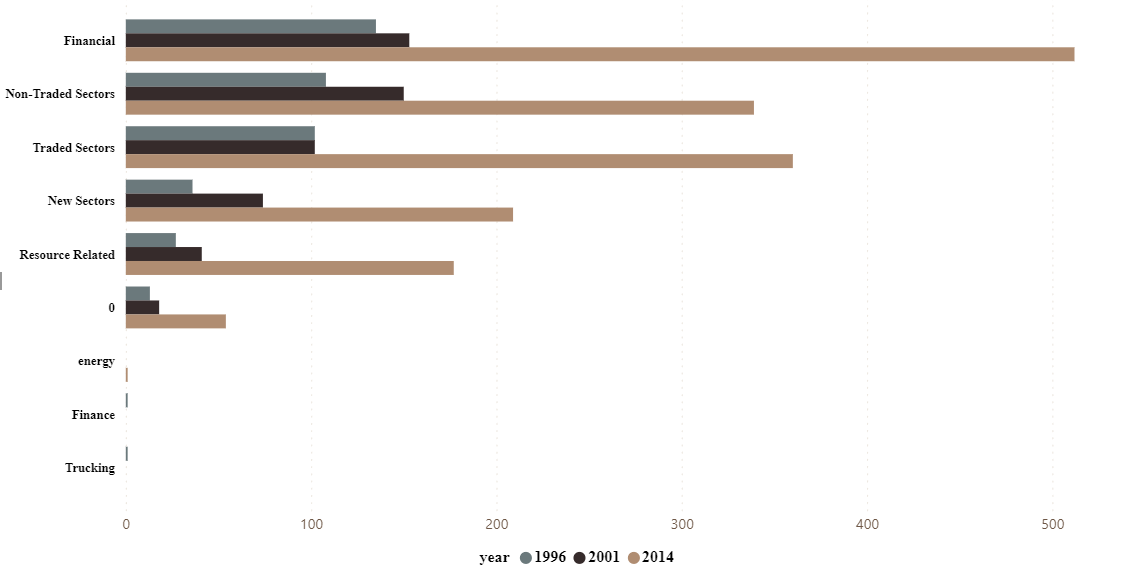 Financial
Non-Traded Sectors
Traded Sectors
New Sectors
Resource Related
0
energy
Finance
Trucking
0 100 200 300 400 500
year 1996 2001 2014